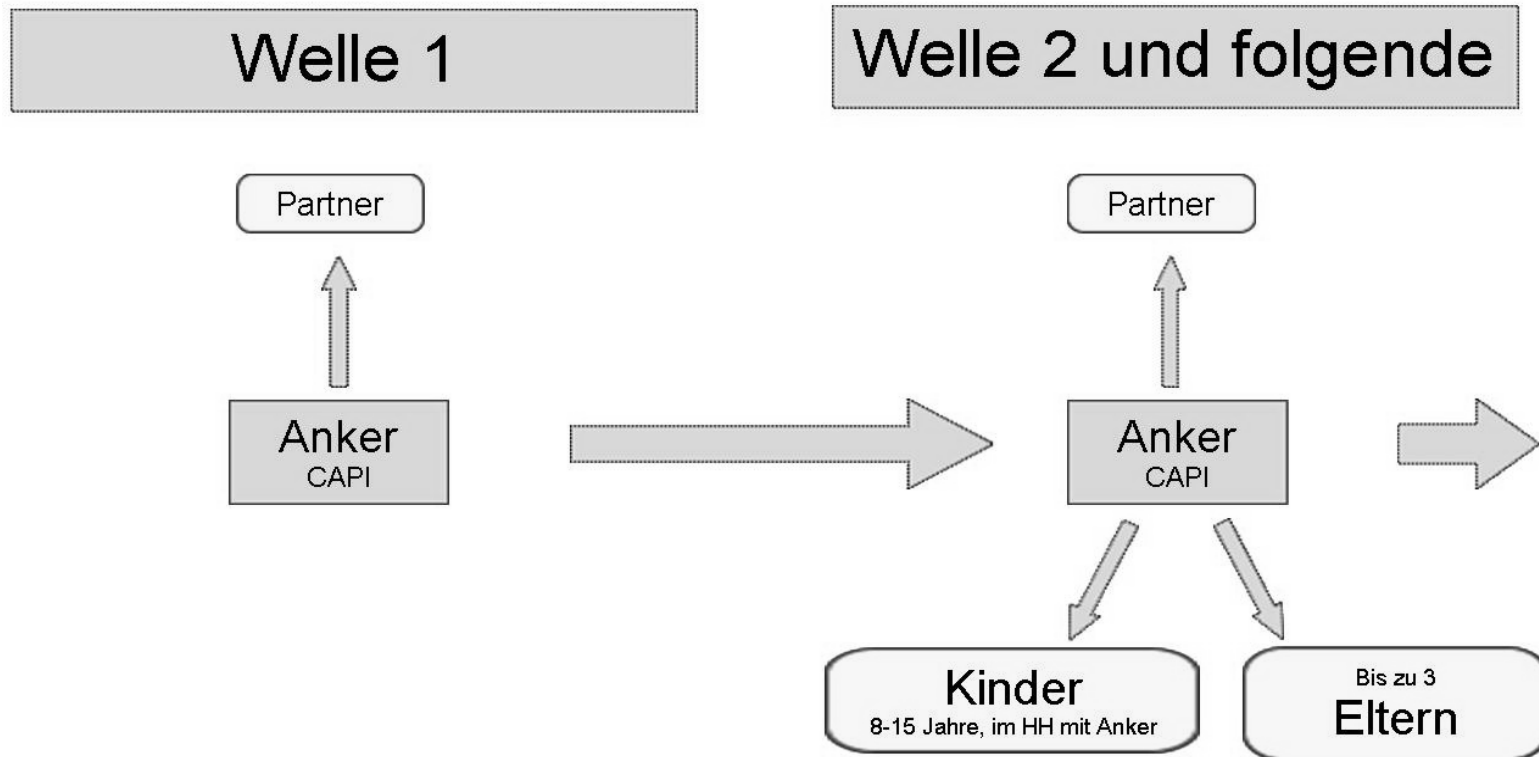 Welle 1
Welle 2 und folgende
Partner
Partner
Anker
CAPI
Anker
CAPI
Kinder
8-15 Jahre, im HH mit Anker
Bis zu 3
Eltern